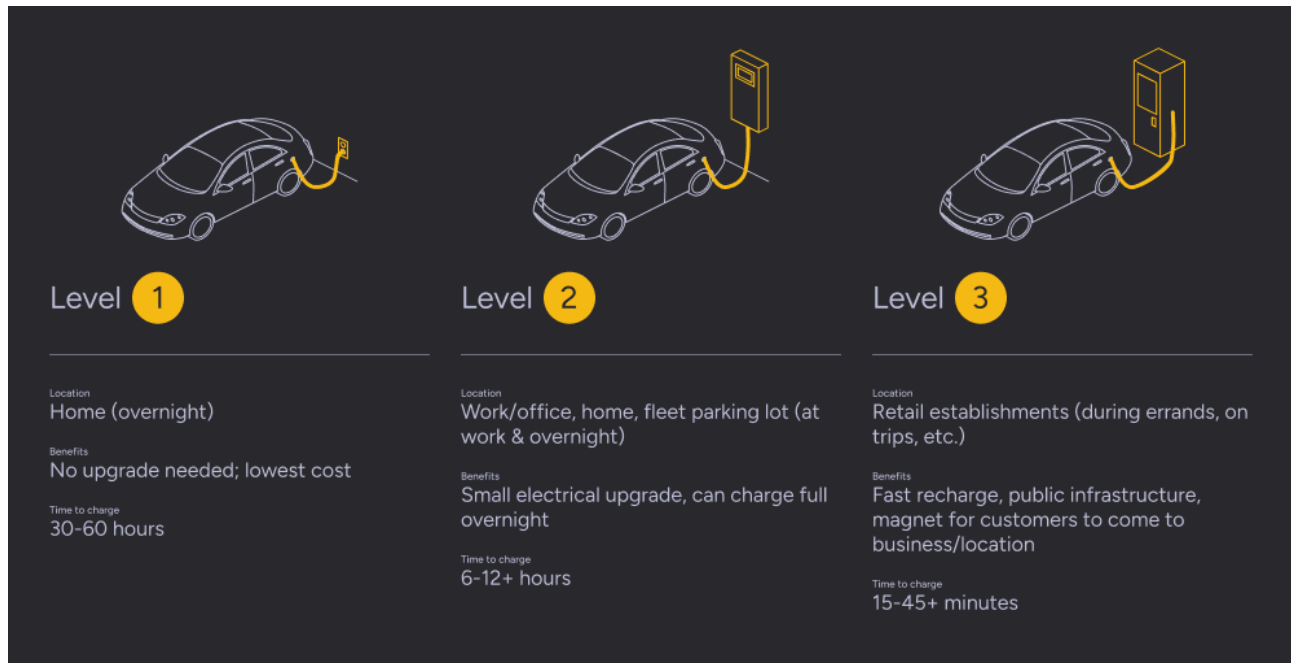 Level 1
Location
Home (overnight)
Benefits
No upgrade needed; lowest cost
Time to charge
30-60 hours
Level 2
Location
Work/office, home, fleet parking lot (at
work & overnight)
Benefits
Small electrical upgrade, can charge full
overnight
Time to charge
6-12+ hours
Level 3
Location
Retail establishments (during errands, on
trips, etc.)
Benefits
Fast recharge, public infrastructure,
magnet for customers to come to
business/location
Time to charge
15-45+ minutes